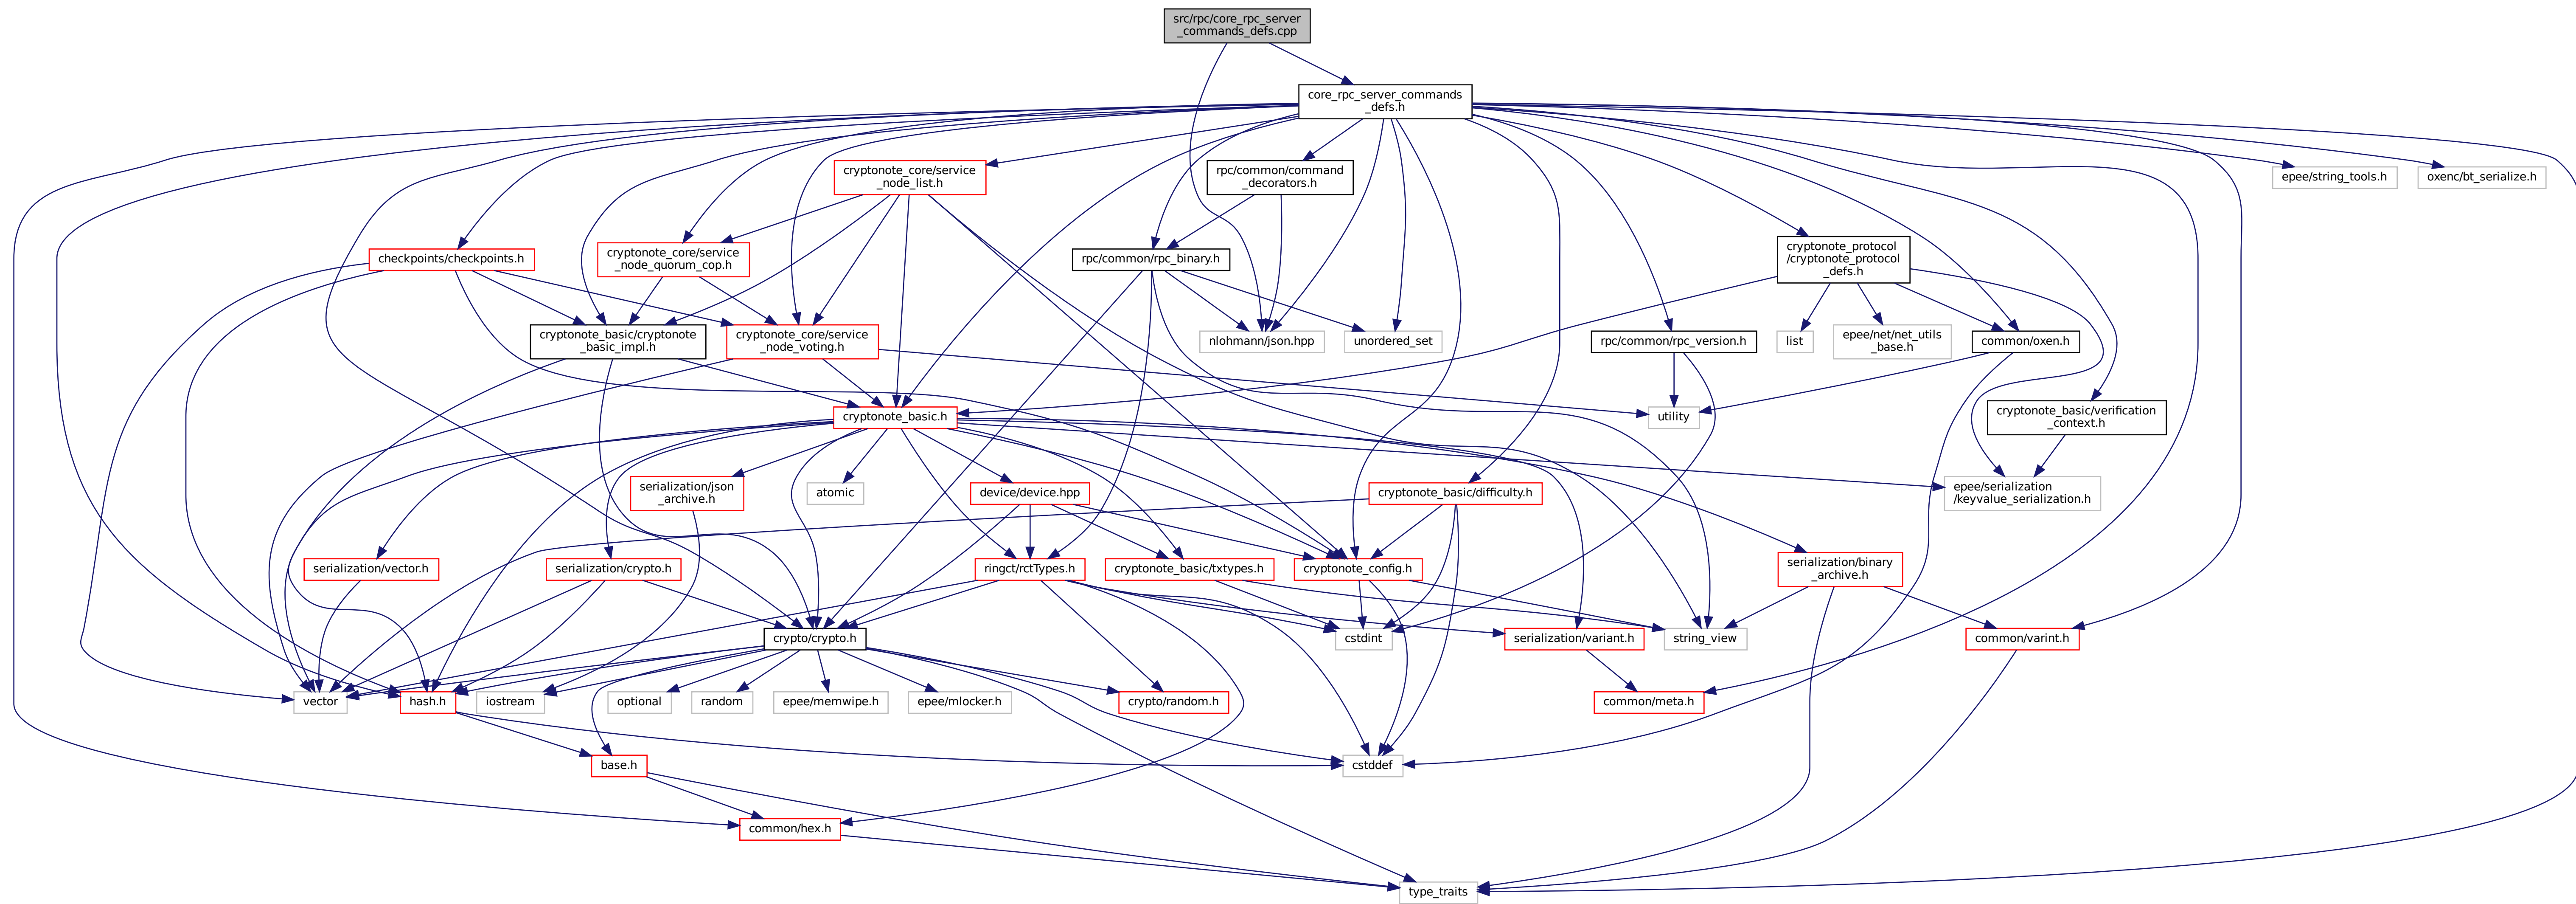 src/rpc/core_rpc_server
_commands_defs.cpp
core_rpc_server_commands
_defs.h
cryptonote_core/service
_node_list.h
rpc/common/command
_decorators.h
epee/string_tools.h
oxenc/bt_serialize.h
checkpoints/checkpoints.h
cryptonote_core/service
_node_quorum_cop.h
rpc/common/rpc_binary.h
cryptonote_protocol
/cryptonote_protocol
_defs.h
cryptonote_basic/cryptonote
_basic_impl.h
cryptonote_core/service
_node_voting.h
nlohmann/json.hpp
unordered_set
rpc/common/rpc_version.h
list
epee/net/net_utils
_base.h
common/oxen.h
cryptonote_basic.h
utility
cryptonote_basic/verification
_context.h
serialization/json
_archive.h
atomic
device/device.hpp
cryptonote_basic/difficulty.h
epee/serialization
/keyvalue_serialization.h
serialization/vector.h
serialization/crypto.h
ringct/rctTypes.h
cryptonote_basic/txtypes.h
cryptonote_config.h
serialization/binary
_archive.h
crypto/crypto.h
cstdint
serialization/variant.h
string_view
common/varint.h
vector
hash.h
iostream
optional
random
epee/memwipe.h
epee/mlocker.h
crypto/random.h
common/meta.h
base.h
cstddef
common/hex.h
type_traits